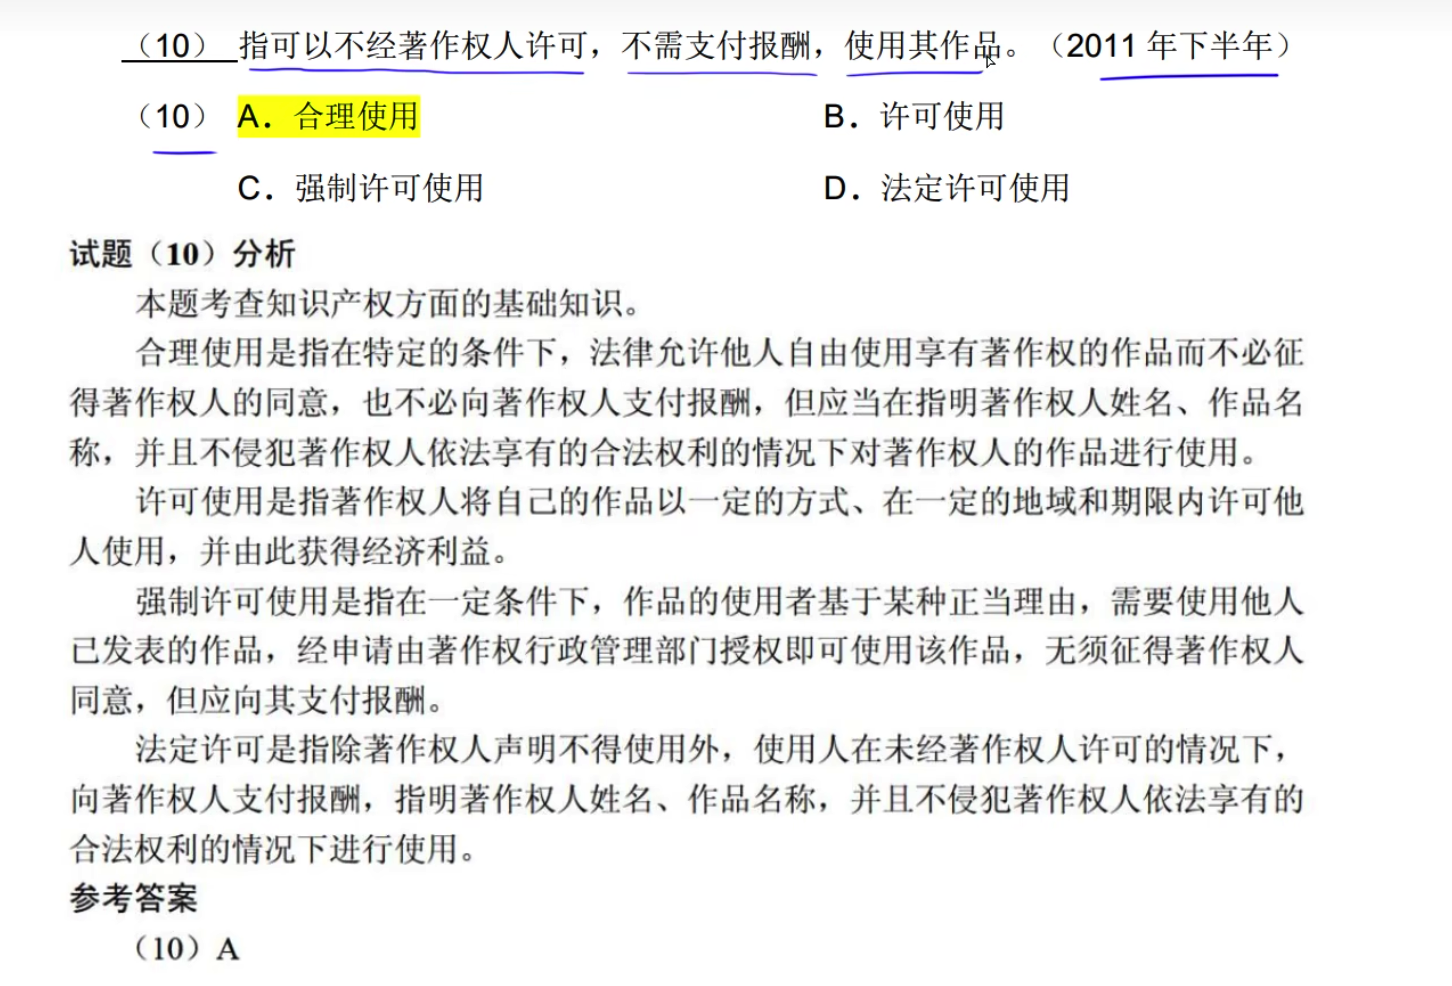 （10） 指可以不经著作权人许可，不需支付报酬，使用其作品。（2011 年下半年）
（10） A．合理使用 B．许可使用
C．强制许可使用 D．法定许可使用
试题（10）分析
本题考查知识产权方面的基础知识。
合理使用是指在特定的条件下，法律允许他人自由使用享有著作权的作品而不必征
得著作权人的同意，也不必向著作权人支付报酬，但应当在指明著作权人姓名、作品名
称，并且不侵犯著作权人依法享有的合法权利的情况下对著作权人的作品进行使用。
许可使用是指著作权人将自己的作品以一定的方式、在一定的地域和期限内许可他
人使用，并由此获得经济利益。
强制许可使用是指在一定条件下，作品的使用者基于某种正当理由，需要使用他人
已发表的作品，经申请由著作权行政管理部门授权即可使用该作品，无须征得著作权人
同意，但应向其支付报酬。
法定许可是指除著作权人声明不得使用外，使用人在未经著作权人许可的情况下，
向著作权人支付报酬，指明著作权人姓名、作品名称，并且不侵犯著作权人依法享有的
合法权利的情况下进行使用。
参考答案
（10）A